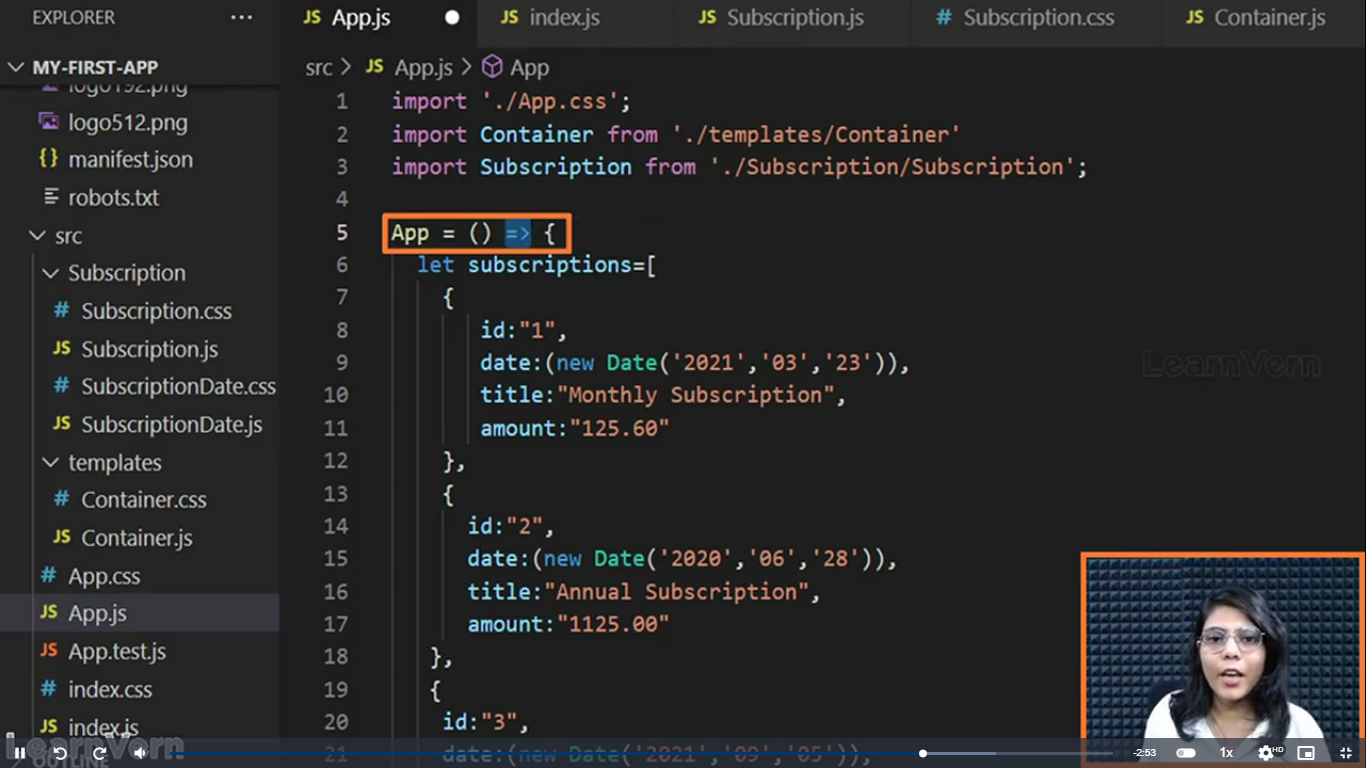 EXPLORER ...
App.js
index.js
Subscription.js
# Subscription.css
Container.js
MY-FIRST-APP
logo192.png
logo512.png
{} manifest.json
robots.txt
src
Subscription
# Subscription.css
JS Subscription.js
# SubscriptionDate.css
JS SubscriptionDate.js
templates
# Container.css
JS Container.js
# App.css
JS App.js
JS App.test.js
# index.css
JS index.js
OUTLINE
src > JS App.js > App
1 import './App.css';
2 import Container from './templates/Container'
3 import Subscription from './Subscription/Subscription';
4
5 App = () => {
6 let subscriptions=[
7 {
8 id:"1",
9 date:(new Date('2021','03','23')),
10 title:"Monthly Subscription",
11 amount:"125.60"
12 },
13 {
14 id:"2",
15 date:(new Date('2020','06','28')),
16 title:"Annual Subscription",
17 amount:"1125.00"
18 },
19 {
20 id:"3",
21 date:(new Date('2021','09','05')),
LearnVern
LearnVern
-2:53 1x HD